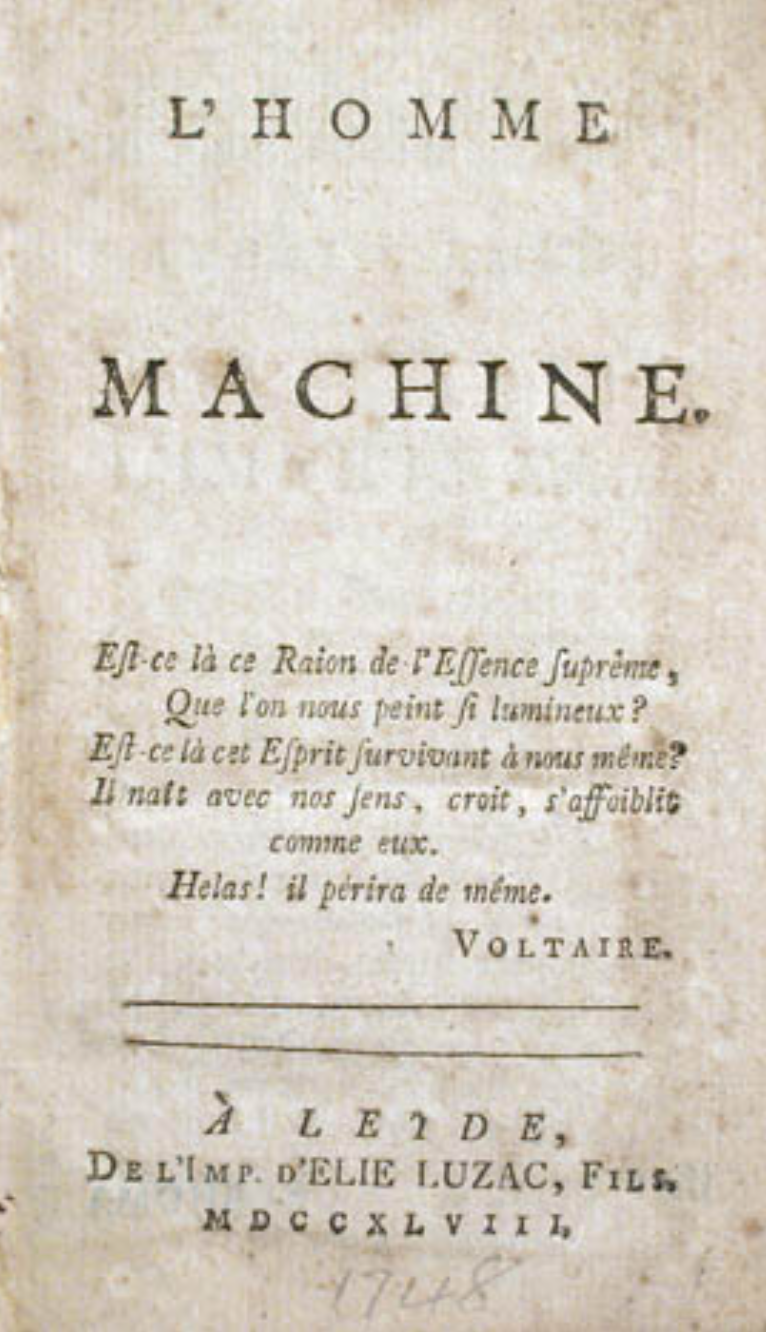 L'HOMME
MACHINE.
Eſt-ce là ce Raion de l'Eſſence ſuprême,
Que l'on nous peint ſi lumineux?
Eſt-ce là cet Eſprit ſurvivant à nous même?
Il naît avec nos ſens, croit, s'affoiblit
comme eux.
Helas! il périra de même.
VOLTAIRE.
À LEYDE,
DE L'IMP. D'ELIE LUZAC, FILS.
MDCCXLVIII.
1748